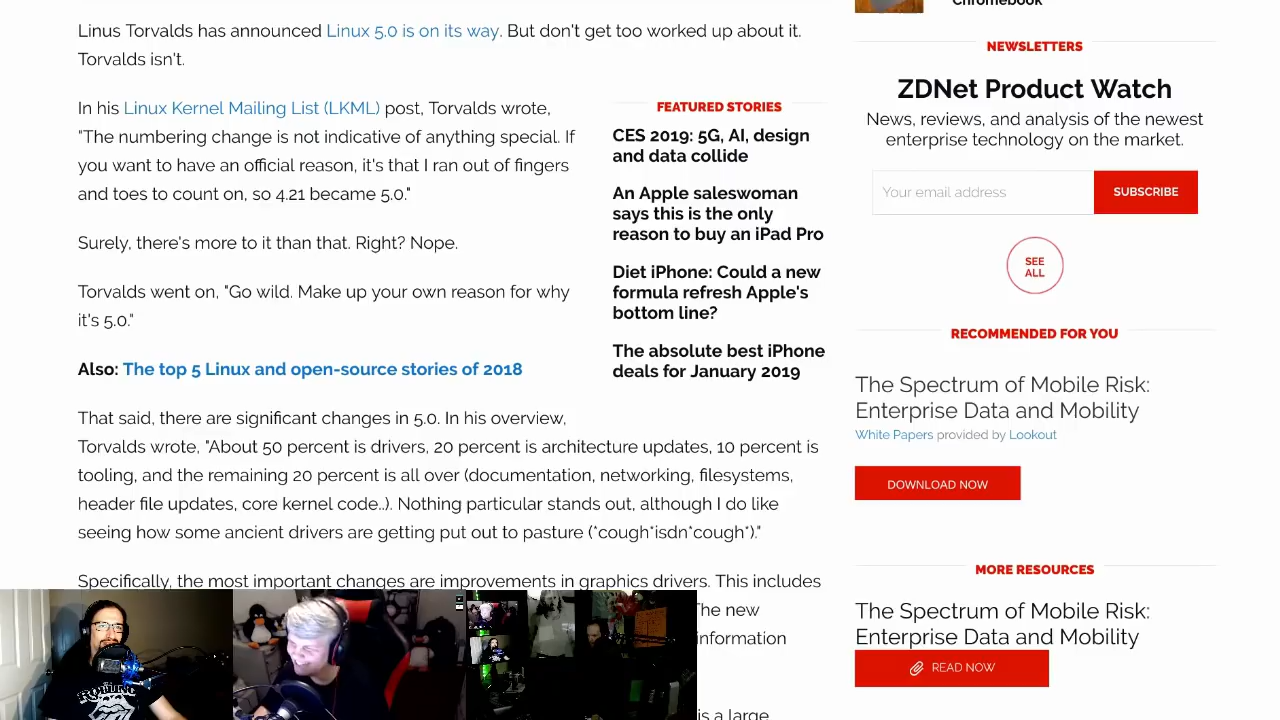 Linus Torvalds has announced Linux 5.0 is on its way. But don't get too worked up about it.
Torvalds isn't.
In his Linux Kernel Mailing List (LKML) post, Torvalds wrote,
"The numbering change is not indicative of anything special. If
you want to have an official reason, it's that I ran out of fingers
and toes to count on, so 4.21 became 5.0."
Surely, there's more to it than that. Right? Nope.
Torvalds went on, "Go wild. Make up your own reason for why
it's 5.0."
Also: The top 5 Linux and open-source stories of 2018
That said, there are significant changes in 5.0. In his overview,
Torvalds wrote, "About 50 percent is drivers, 20 percent is architecture updates, 10 percent is
tooling, and the remaining 20 percent is all over (documentation, networking, filesystems,
header file updates, core kernel code..). Nothing particular stands out, although I do like
seeing how some ancient drivers are getting put out to pasture (*cough*isdn*cough*)."
Specifically, the most important changes are improvements in graphics drivers. This includes
The new
information
is a large
FEATURED STORIES
CES 2019: 5G, AI, design
and data collide
An Apple saleswoman
says this is the only
reason to buy an iPad Pro
Diet iPhone: Could a new
formula refresh Apple's
bottom line?
The absolute best iPhone
deals for January 2019
Chromebook
NEWSLETTERS
ZDNet Product Watch
News, reviews, and analysis of the newest
enterprise technology on the market.
Your email address
SUBSCRIBE
SEE
ALL
RECOMMENDED FOR YOU
The Spectrum of Mobile Risk:
Enterprise Data and Mobility
White Papers provided by Lookout
DOWNLOAD NOW
MORE RESOURCES
The Spectrum of Mobile Risk:
Enterprise Data and Mobility
READ NOW